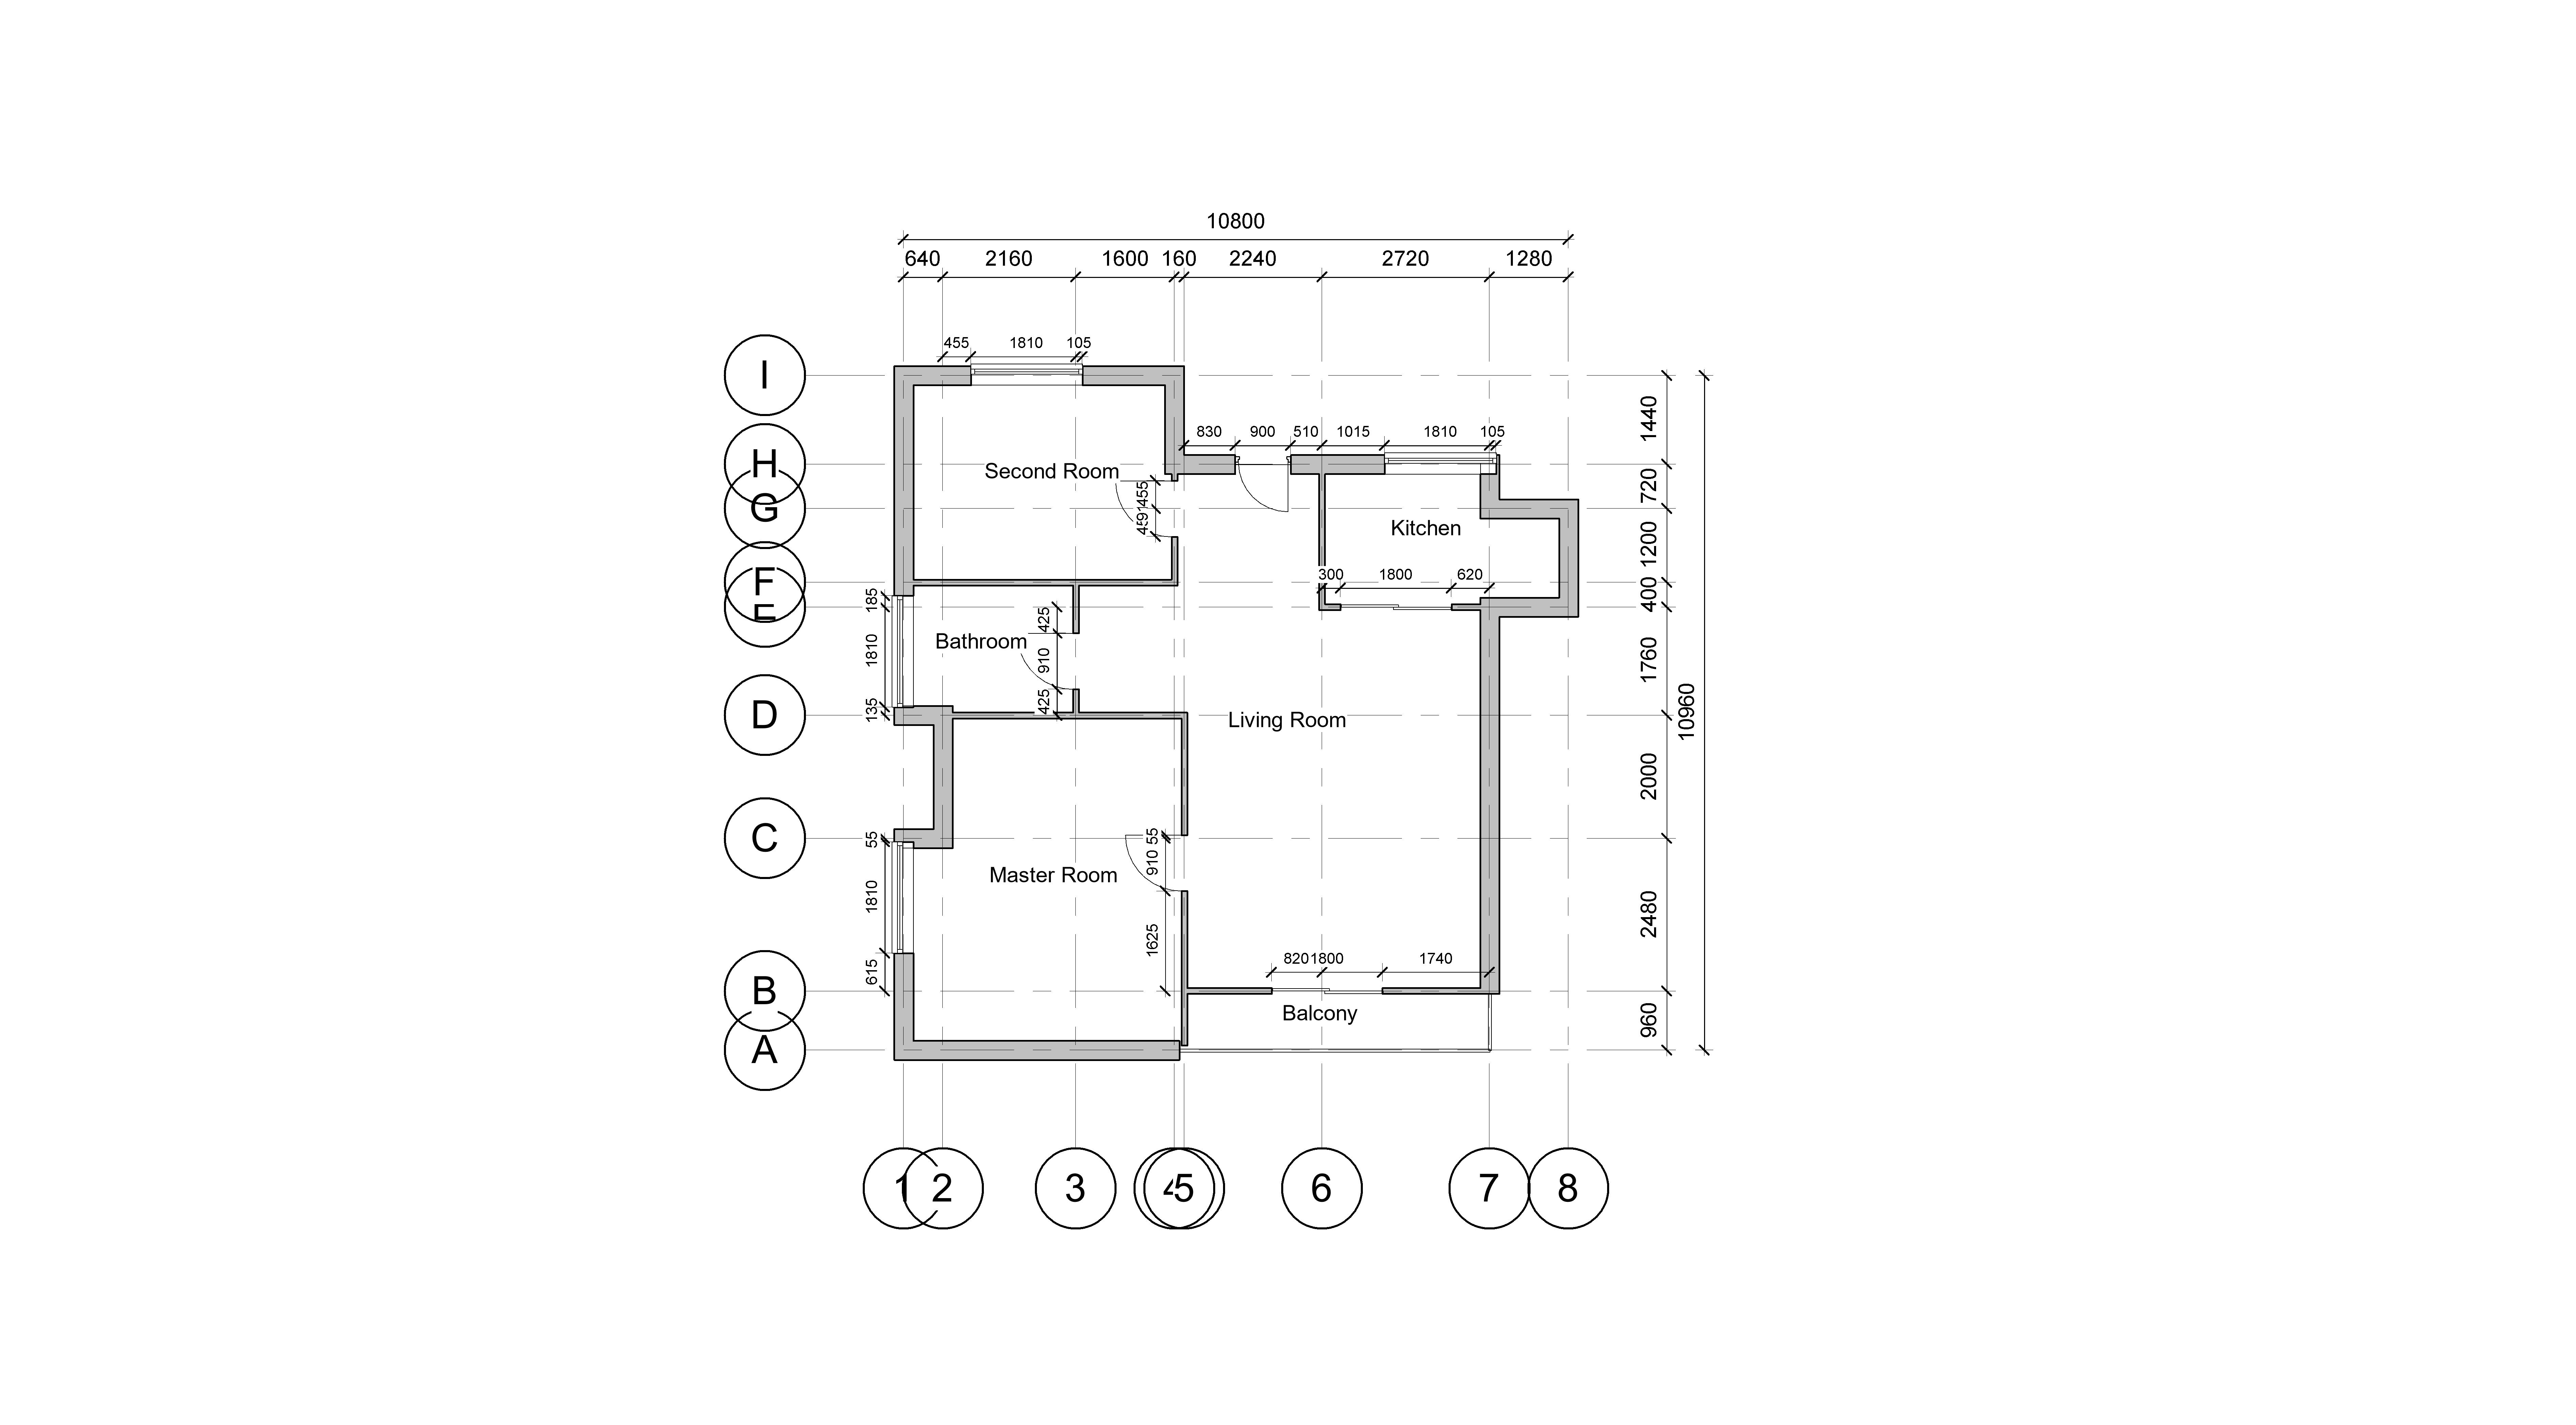 10800
640 2160 1600 160 2240 2720 1280
455 1810 105
I
1440
830 900 510 1015 1810 105
H
Second Room
720
455
G
Kitchen
1200
F
300 1800 620
400
E
185
425
Bathroom
1810
910
1760
425
135
D
Living Room
10960
2000
C
55
55
910
Master Room
1810
2480
1625
820 1800 1740
615
B
Balcony
960
A
1 2 3 5 6 7 8